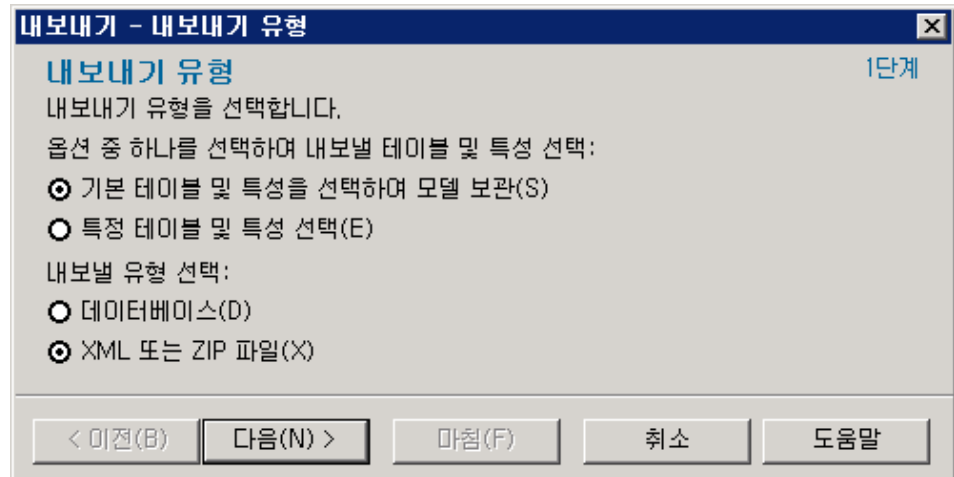 내보내기 - 내보내기 유형
내보내기 유형
1단계
내보내기 유형을 선택합니다.
옵션 중 하나를 선택하여 내보낼 테이블 및 특성 선택:
기본 테이블 및 특성을 선택하여 모델 보관(S)
특정 테이블 및 특성 선택(E)
내보낼 유형 선택:
데이터베이스(D)
XML 또는 ZIP 파일(X)
< 이전(B) 다음(N) > 마침(F) 취소 도움말